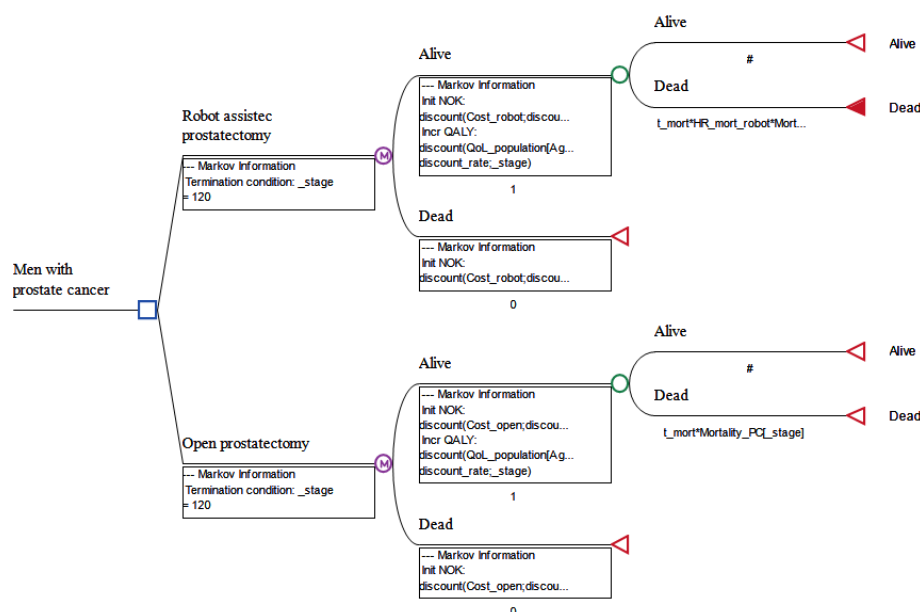 Men with
prostate cancer
Robot assistec
prostatectomy
--- Markov Information
Termination condition: _stage
= 120
M
Alive
--- Markov Information
Init NOK:
discount(Cost_robot;discou...
Incr QALY:
discount(QoL_population[Ag...
discount_rate;_stage)
1
Alive
#
Alive
Dead
t_mort*HR_mort_robot*Mort...
Dead
Dead
--- Markov Information
Init NOK:
discount(Cost_robot;discou...
0
Open prostatectomy
--- Markov Information
Termination condition: _stage
= 120
M
Alive
--- Markov Information
Init NOK:
discount(Cost_open;discou...
Incr QALY:
discount(QoL_population[Ag...
discount_rate;_stage)
1
Alive
#
Alive
Dead
t_mort*Mortality_PC[_stage]
Dead
Dead
--- Markov Information
Init NOK:
discount(Cost_open;discou...
0